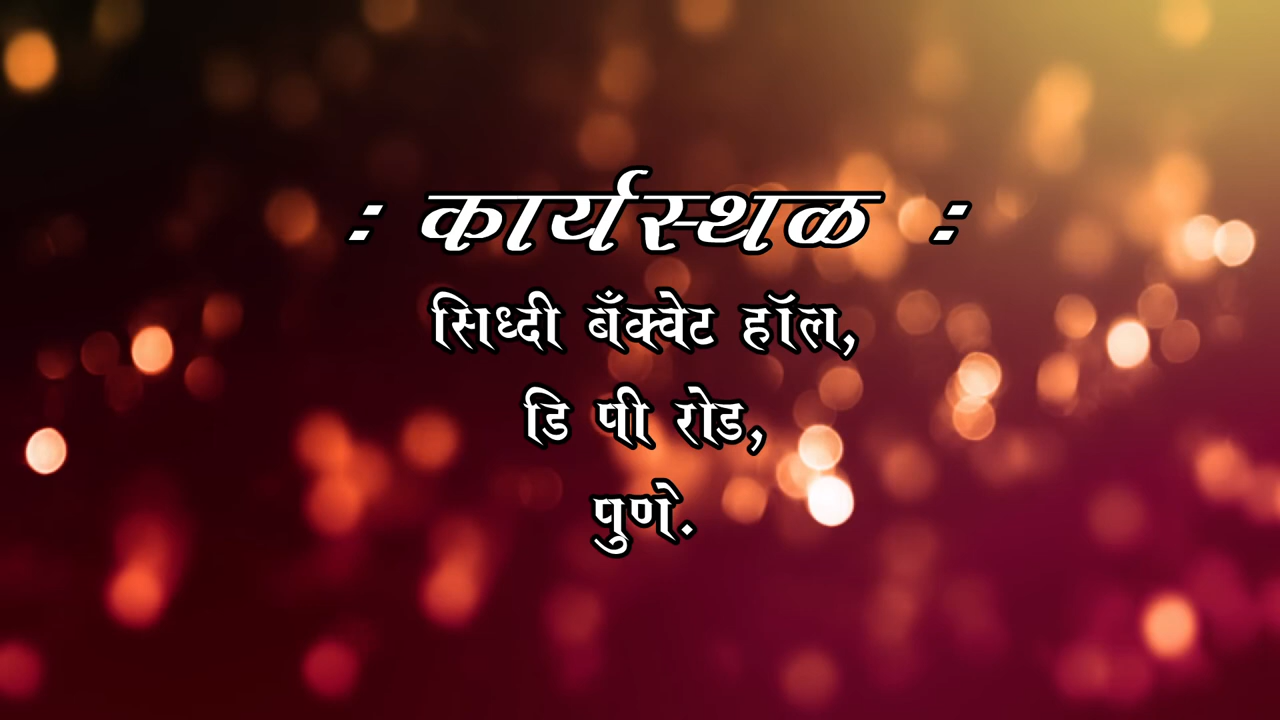 : कार्यस्थळ :
सिध्दी बँक्वेट हॉल,
डि पी रोड,
पुणे.